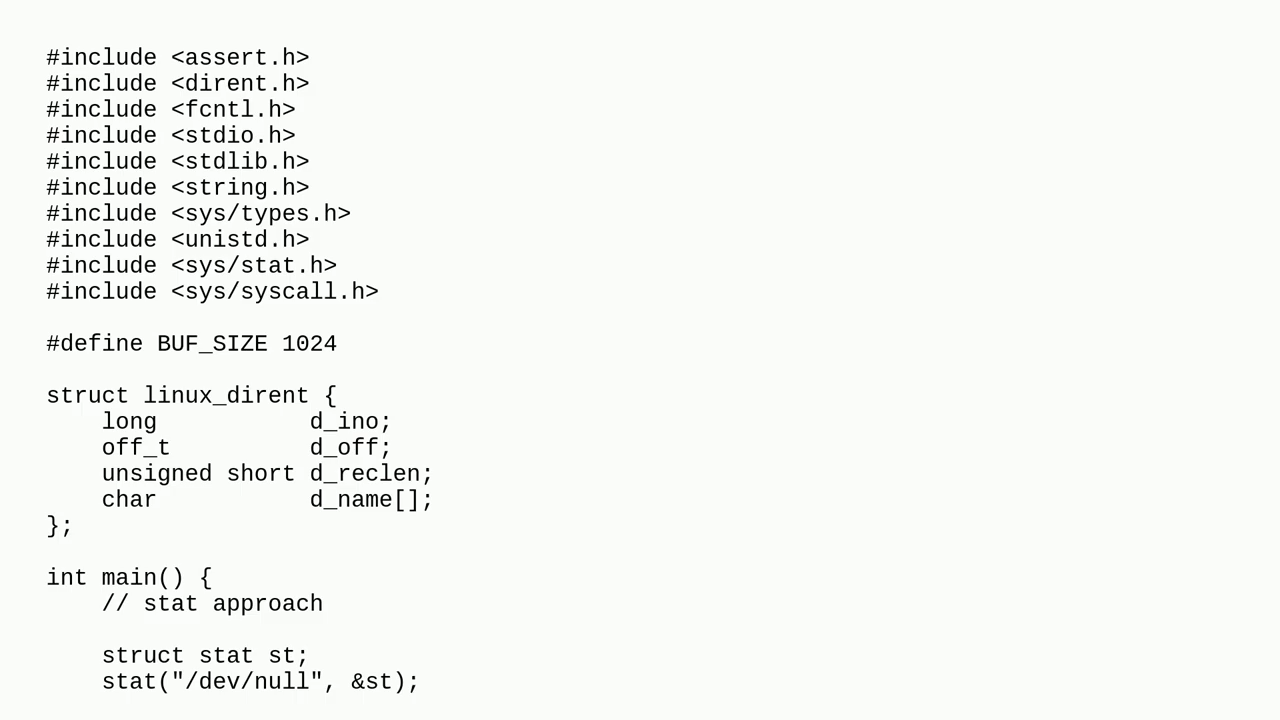 #include <assert.h>
#include <dirent.h>
#include <fcntl.h>
#include <stdio.h>
#include <stdlib.h>
#include <string.h>
#include <sys/types.h>
#include <unistd.h>
#include <sys/stat.h>
#include <sys/syscall.h>

#define BUF_SIZE 1024

struct linux_dirent {
    long           d_ino;
    off_t          d_off;
    unsigned short d_reclen;
    char           d_name[];
};

int main() {
    // stat approach

    struct stat st;
    stat("/dev/null", &st);